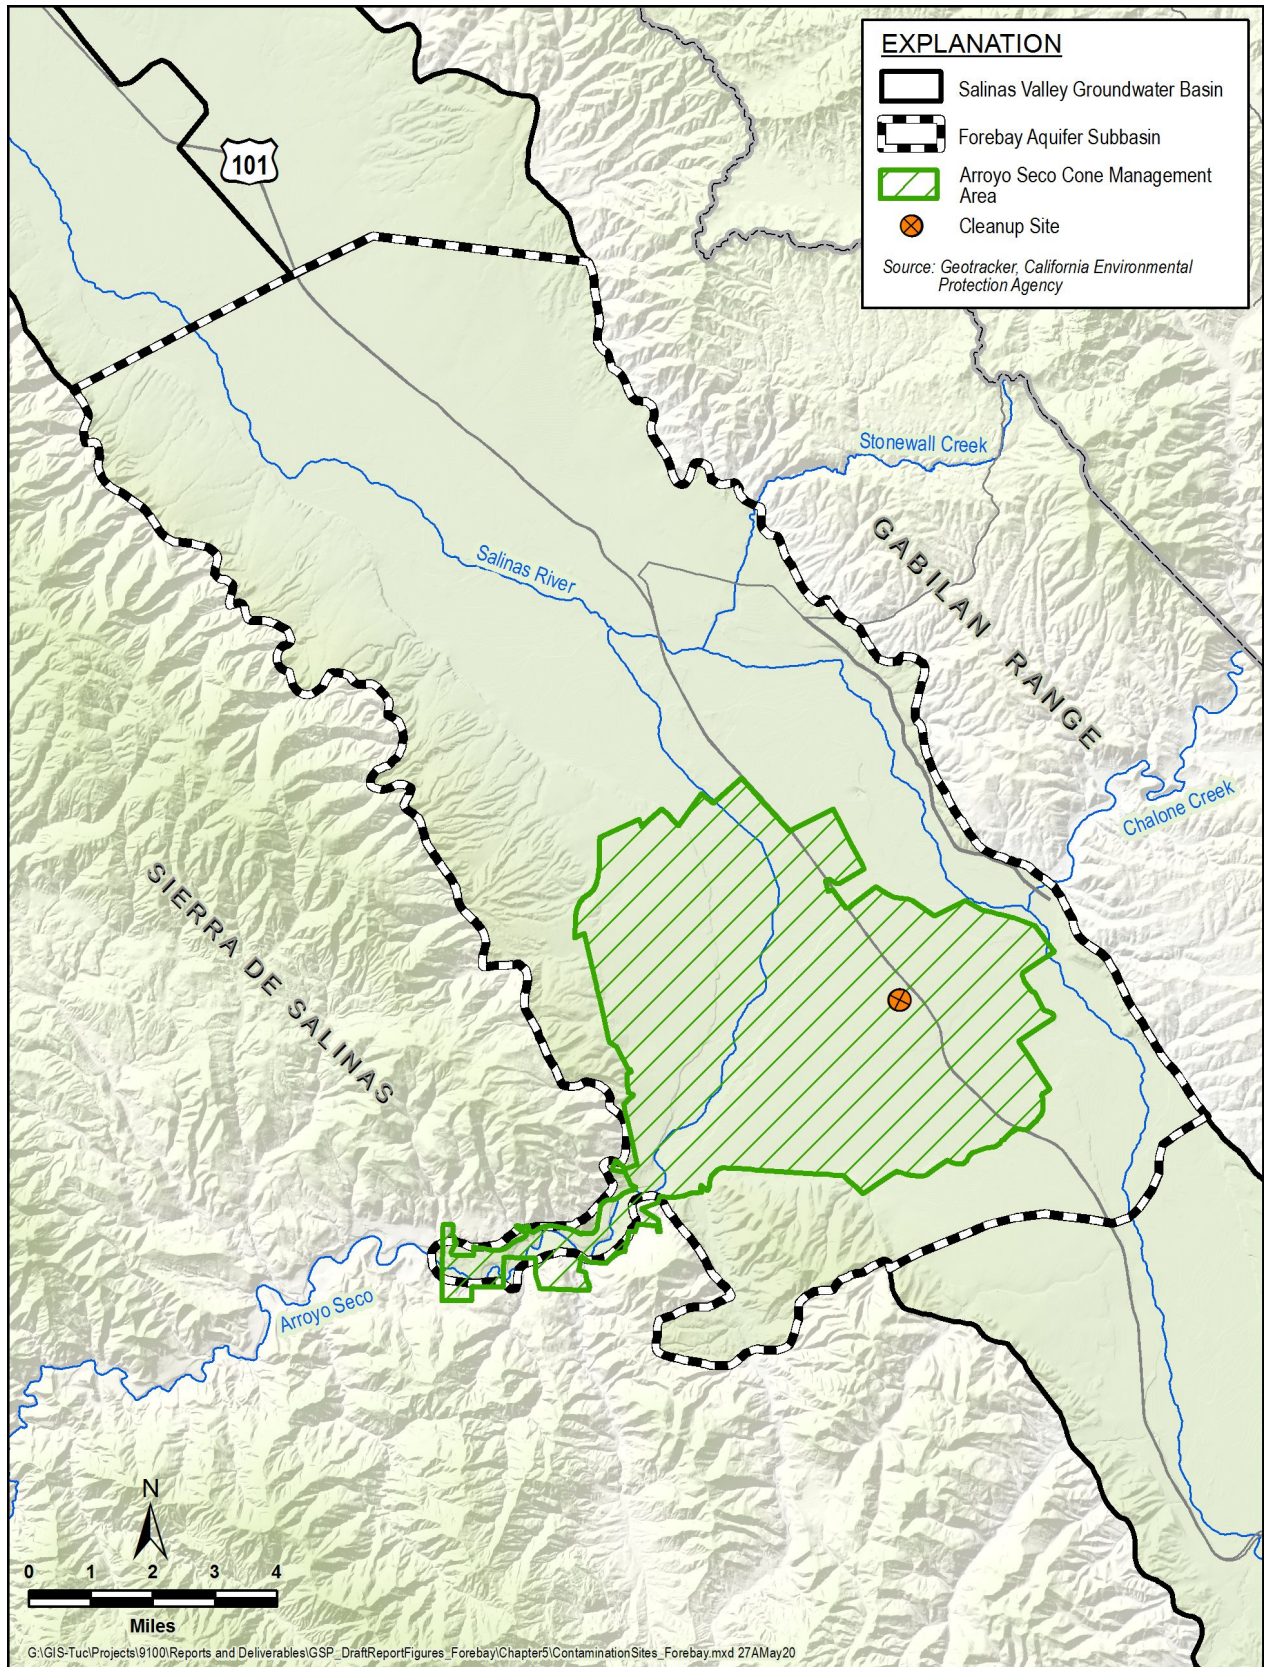 EXPLANATION
Salinas Valley Groundwater Basin
Forebay Aquifer Subbasin
Arroyo Seco Cone Management
Area
Cleanup Site
Source: Geotracker, California Environmental
Protection Agency
101
Stonewall Creek
GABILAN RANGE
Salinas River
Chalone Creek
SIERRA DE SALINAS
Arroyo Seco
N
0 1 2 3 4
Miles
G:\GIS-Tuc\Projects\9100\Reports and Deliverables\GSP_DraftReportFigures_Forebay\Chapter5\ContaminationSites_Forebay.mxd 27AMay20